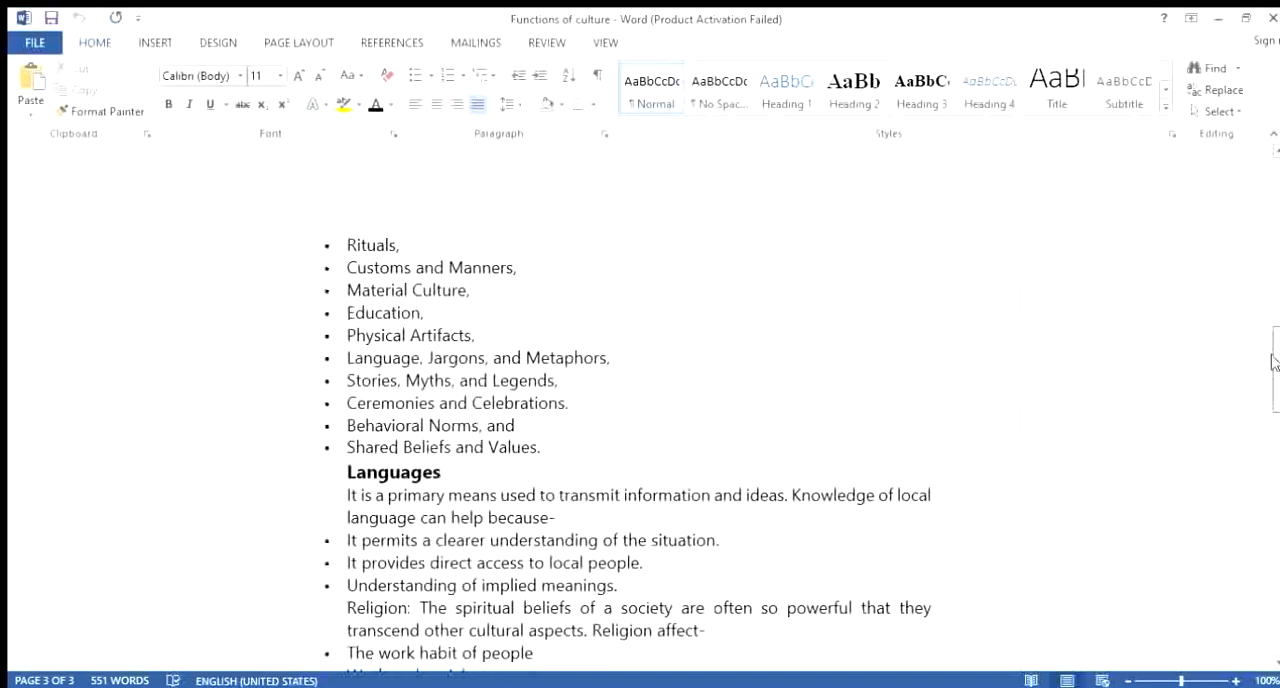 Functions of culture - Word (Product Activation Failed)
FILE HOME INSERT DESIGN PAGE LAYOUT REFERENCES MAILINGS REVIEW VIEW
Sign
Paste
Copy
Format Painter
Clipboard
Calibri (Body) 11
Font
Paragraph
AaBbCcDc AaBbCcDc AaBbC AaBb AaBbC AaBbCcD AaB AaBbCcD
¶ Normal ¶ No Spac... Heading 1 Heading 2 Heading 3 Heading 4 Title Subtitle
Styles
Find
Replace
Select
Editing
• Rituals,
• Customs and Manners,
• Material Culture,
• Education,
• Physical Artifacts,
• Language, Jargons, and Metaphors,
• Stories, Myths, and Legends,
• Ceremonies and Celebrations.
• Behavioral Norms, and
• Shared Beliefs and Values.
Languages
It is a primary means used to transmit information and ideas. Knowledge of local
language can help because-
• It permits a clearer understanding of the situation.
• It provides direct access to local people.
• Understanding of implied meanings.
Religion: The spiritual beliefs of a society are often so powerful that they
transcend other cultural aspects. Religion affect-
• The work habit of people
PAGE 3 OF 3 551 WORDS ENGLISH (UNITED STATES) 100%